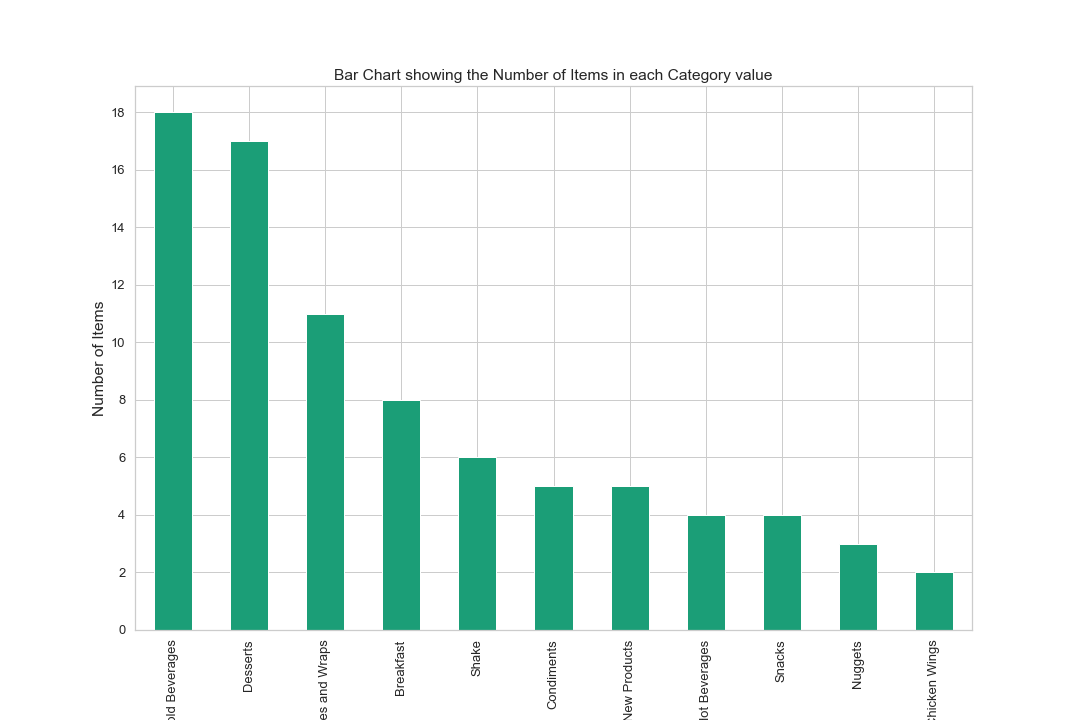 Bar Chart showing the Number of Items in each Category value
Number of Items
18
16
14
12
10
8
6
4
2
0
old Beverages
Desserts
es and Wraps
Breakfast
Shake
Condiments
New Products
Hot Beverages
Snacks
Nuggets
Chicken Wings